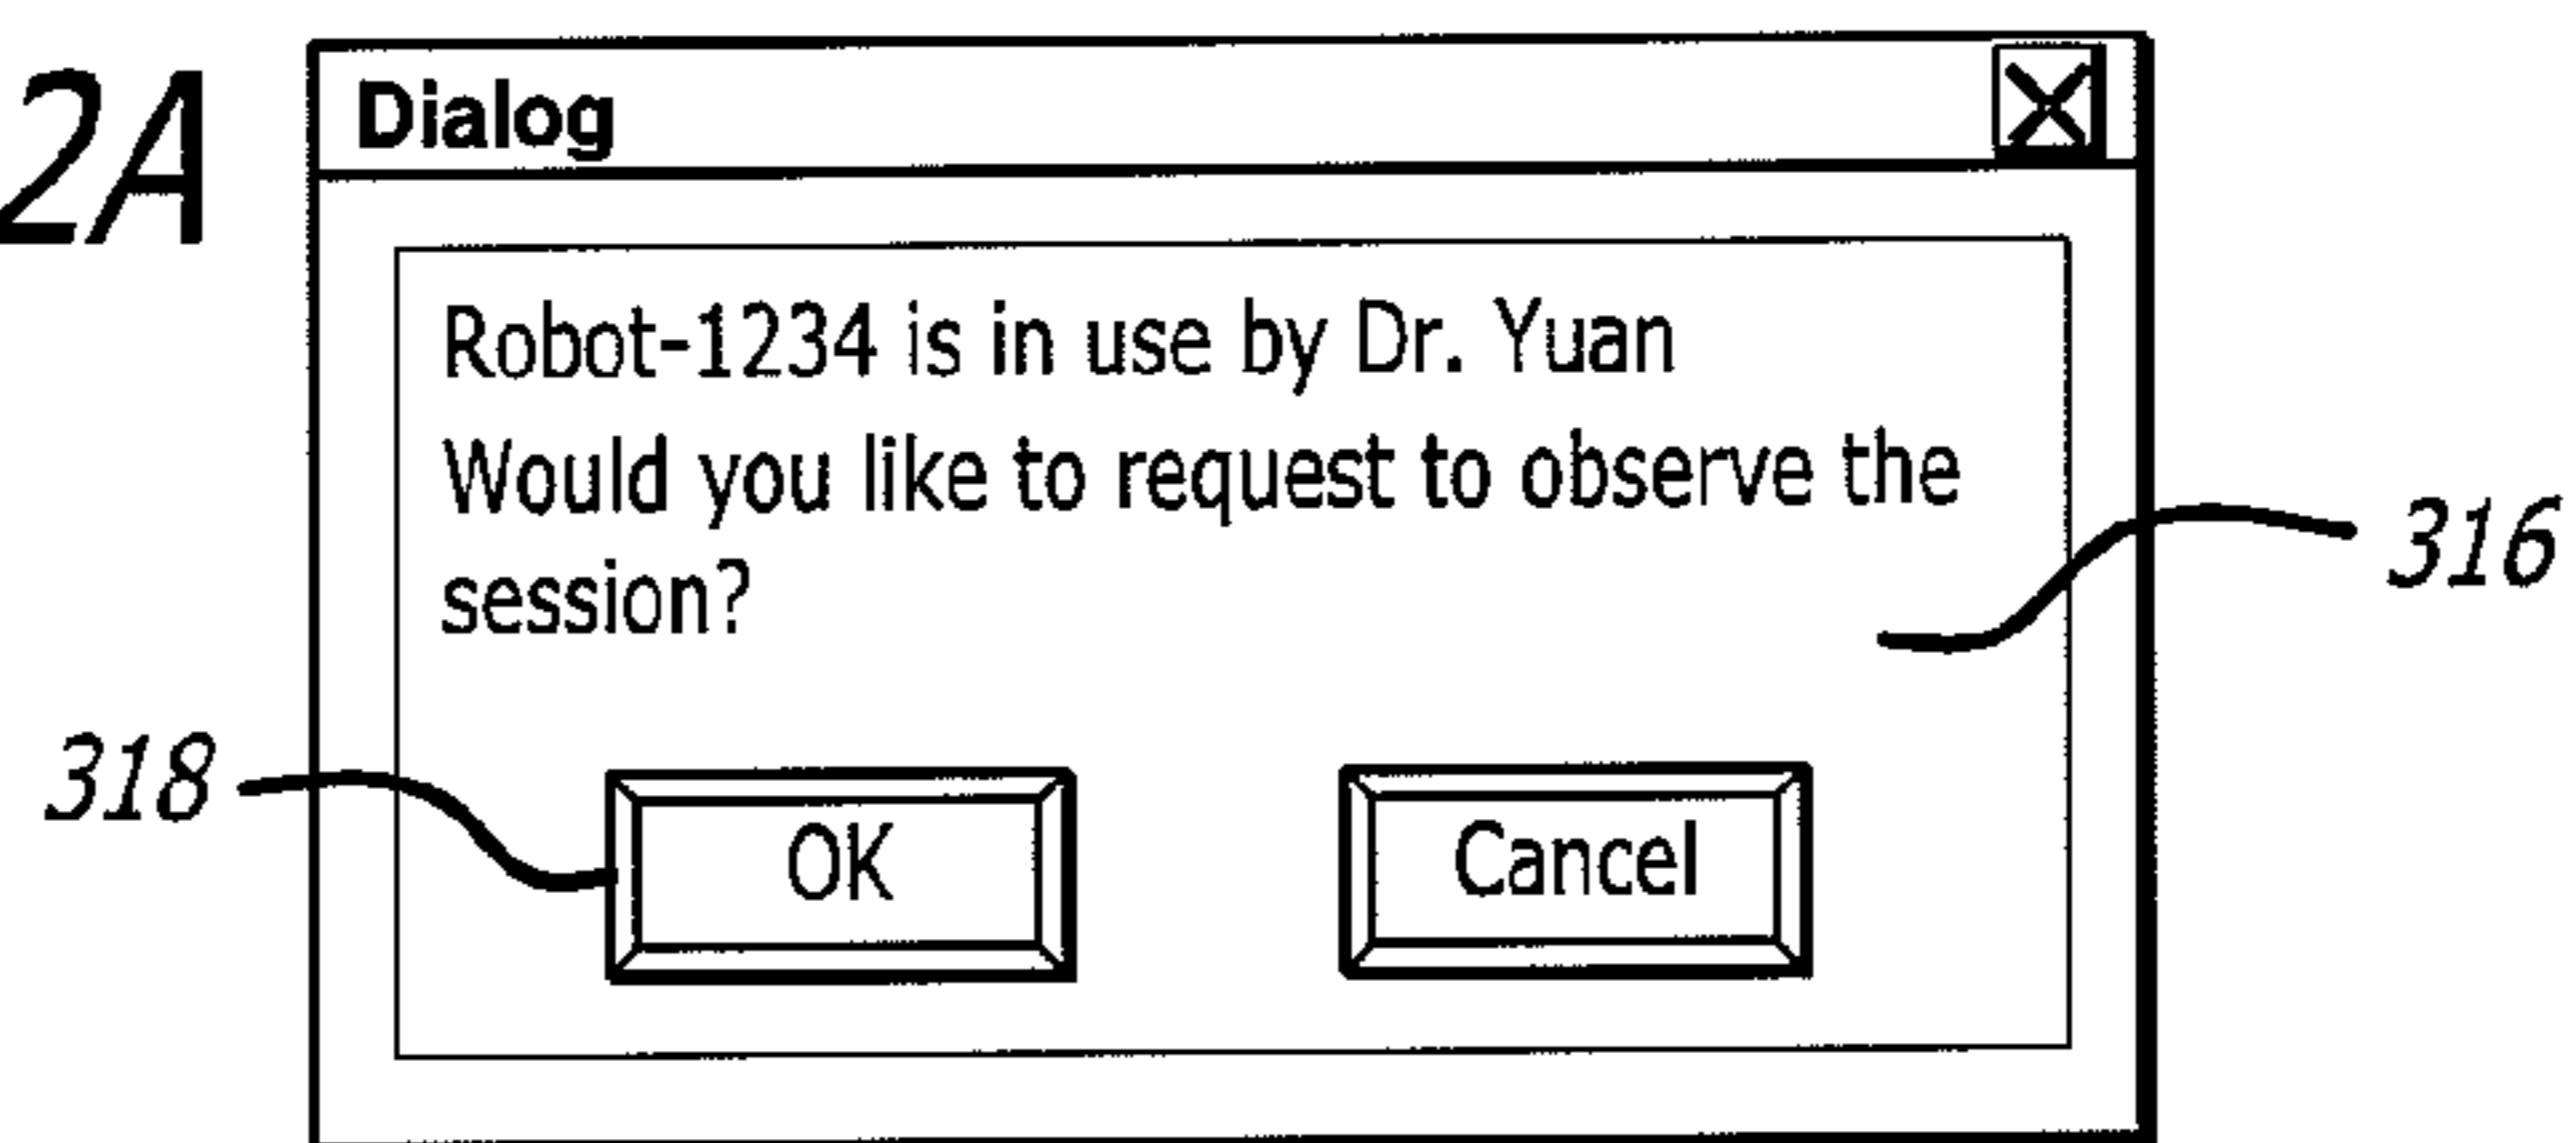 2A
Dialog
Robot-1234 is in use by Dr. Yuan
Would you like to request to observe the
session?
316
318
OK
Cancel